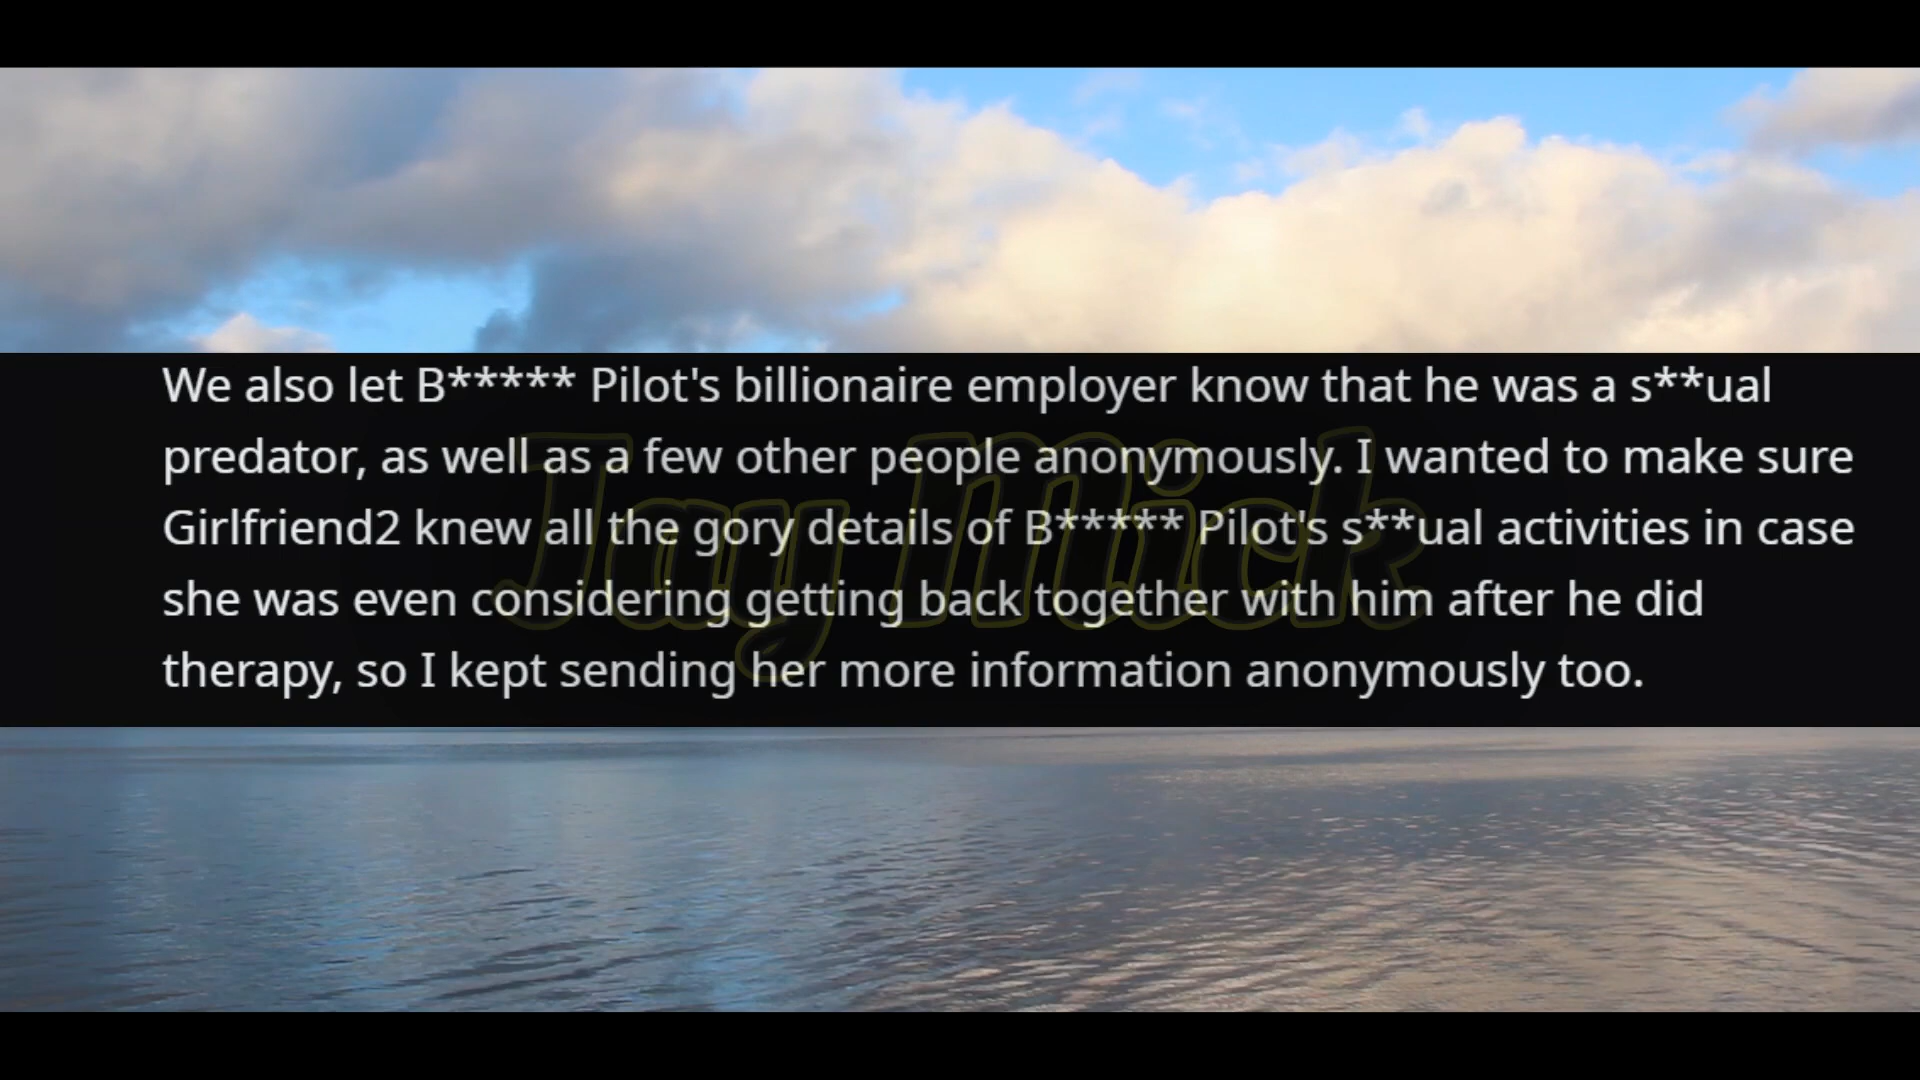 We also let B***** Pilot's billionaire employer know that he was a s**ual
predator, as well as a few other people anonymously. I wanted to make sure
Girlfriend2 knew all the gory details of B***** Pilot's s**ual activities in case
she was even considering getting back together with him after he did
therapy, so I kept sending her more information anonymously too.
Jay Mick